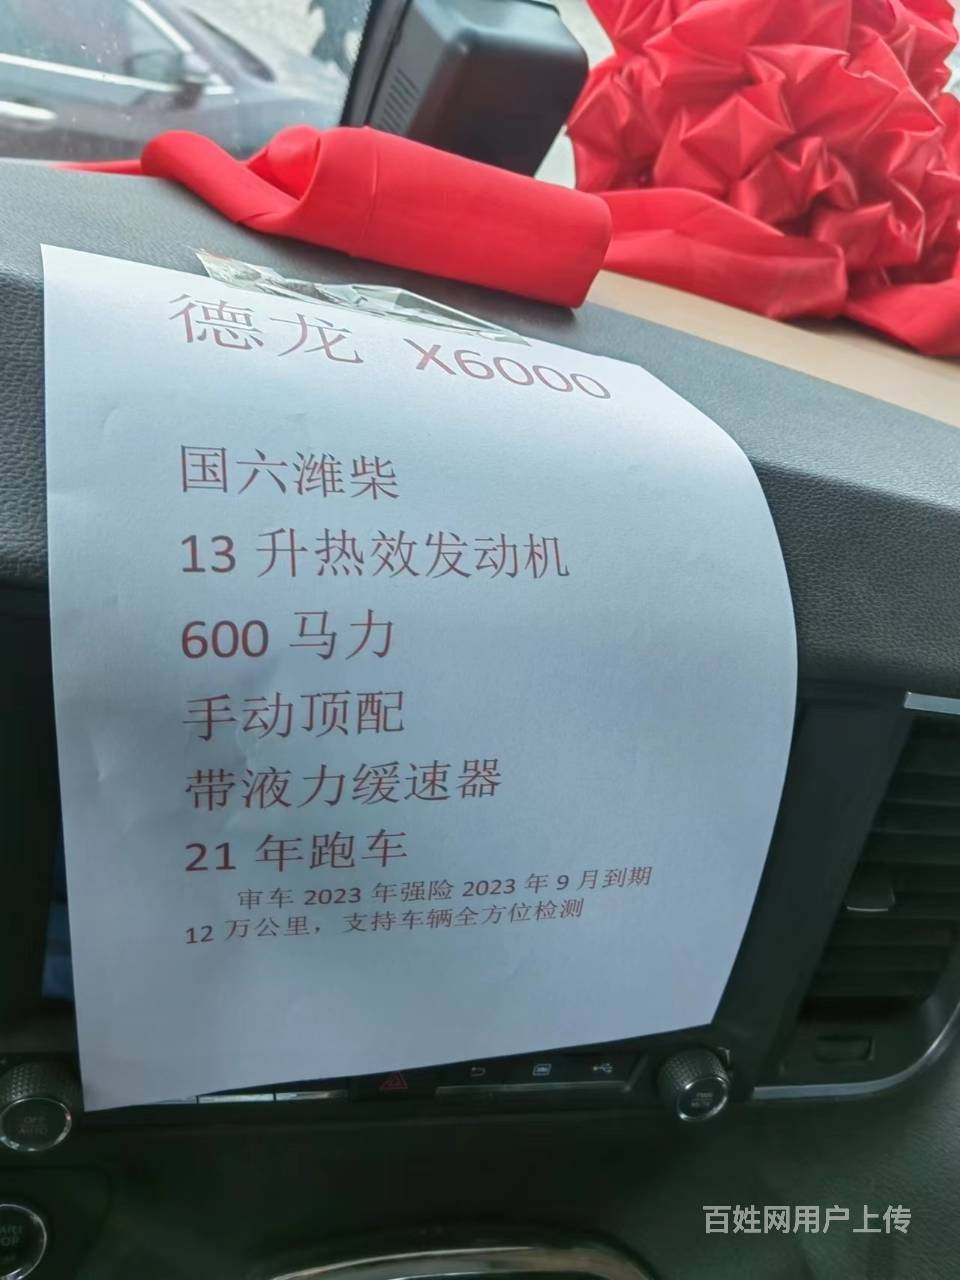 德龙 X6000
国六潍柴
13 升热效发动机
600 马力
手动顶配
带液力缓速器
21 年跑车
审车 2023 年强险 2023 年 9 月到期
12 万公里，支持车辆全方位检测
OFF
AUTO
百姓网用户上传